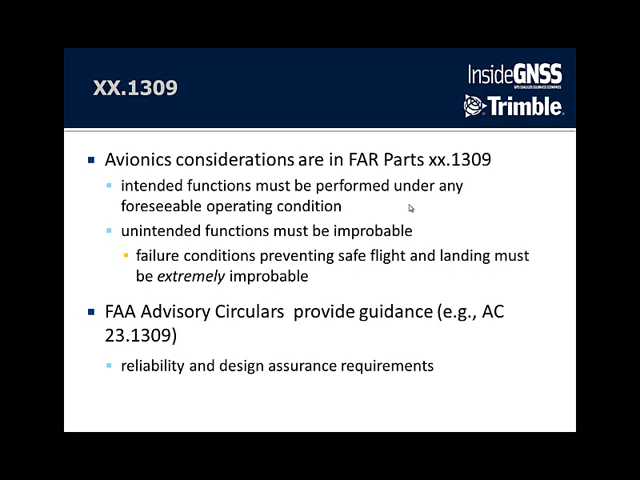 XX.1309
InsideGNSS
Trimble
Avionics considerations are in FAR Parts xx.1309
intended functions must be performed under any
foreseeable operating condition
unintended functions must be improbable
failure conditions preventing safe flight and landing must
be extremely improbable
FAA Advisory Circulars provide guidance (e.g., AC
23.1309)
reliability and design assurance requirements